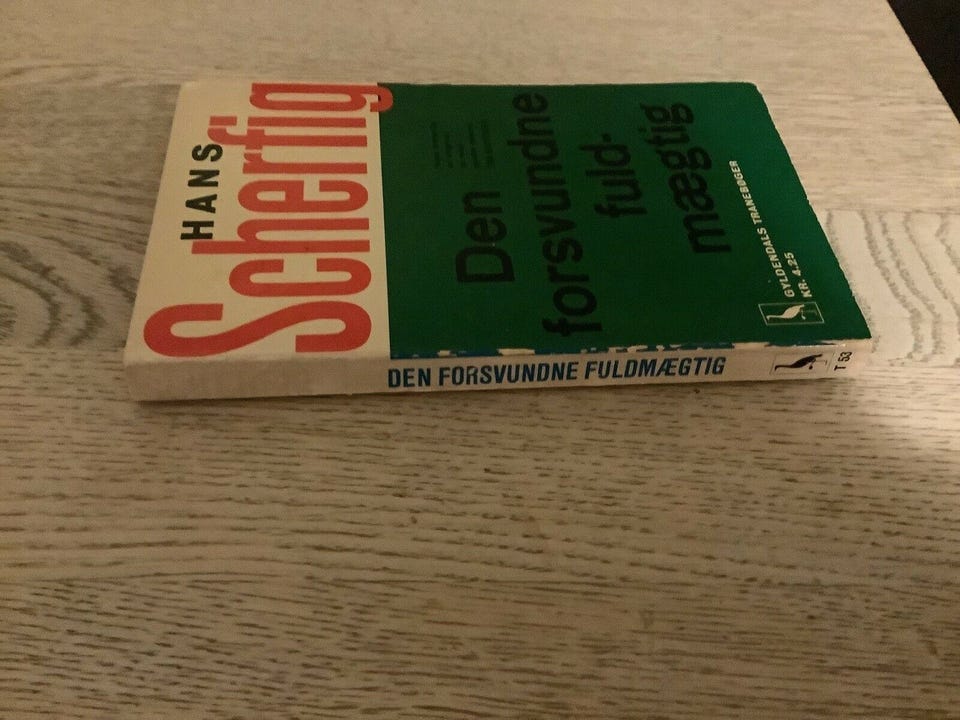 HANS
Scherfig
Den
forsvundne
fuld-
mægtig
GYLDENDALS TRANEBØGER
KR. 4.25
DEN FORSVUNDNE FULDMÆGTIG
T 53